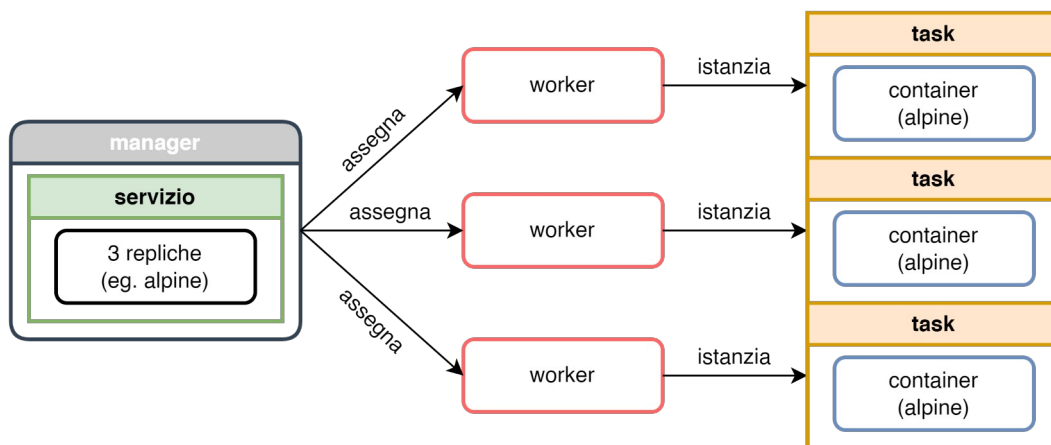 manager
servizio
3 repliche
(eg. alpine)
assegna
worker
istanzia
task
container
(alpine)
assegna
worker
istanzia
task
container
(alpine)
assegna
worker
istanzia
task
container
(alpine)